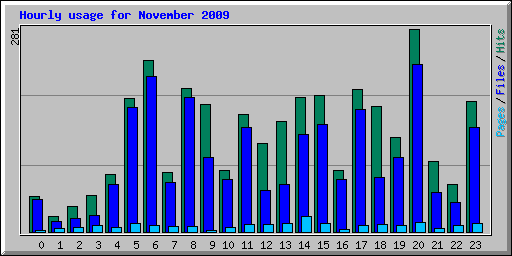 Hourly usage for November 2009
281
Pages / Files / Hits
0 1 2 3 4 5 6 7 8 9 10 11 12 13 14 15 16 17 18 19 20 21 22 23